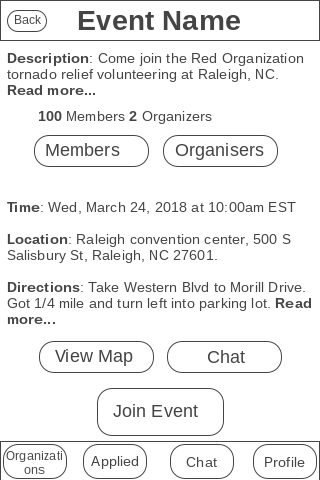 Back
Event Name
Description: Come join the Red Organization
tornado relief volunteering at Raleigh, NC.
Read more...
100 Members 2 Organizers
Members
Organisers
Time: Wed, March 24, 2018 at 10:00am EST
Location: Raleigh convention center, 500 S
Salisbury St, Raleigh, NC 27601.
Directions: Take Western Blvd to Morill Drive.
Got 1/4 mile and turn left into parking lot. Read
more...
View Map
Chat
Join Event
Organizati
ons
Applied
Chat
Profile